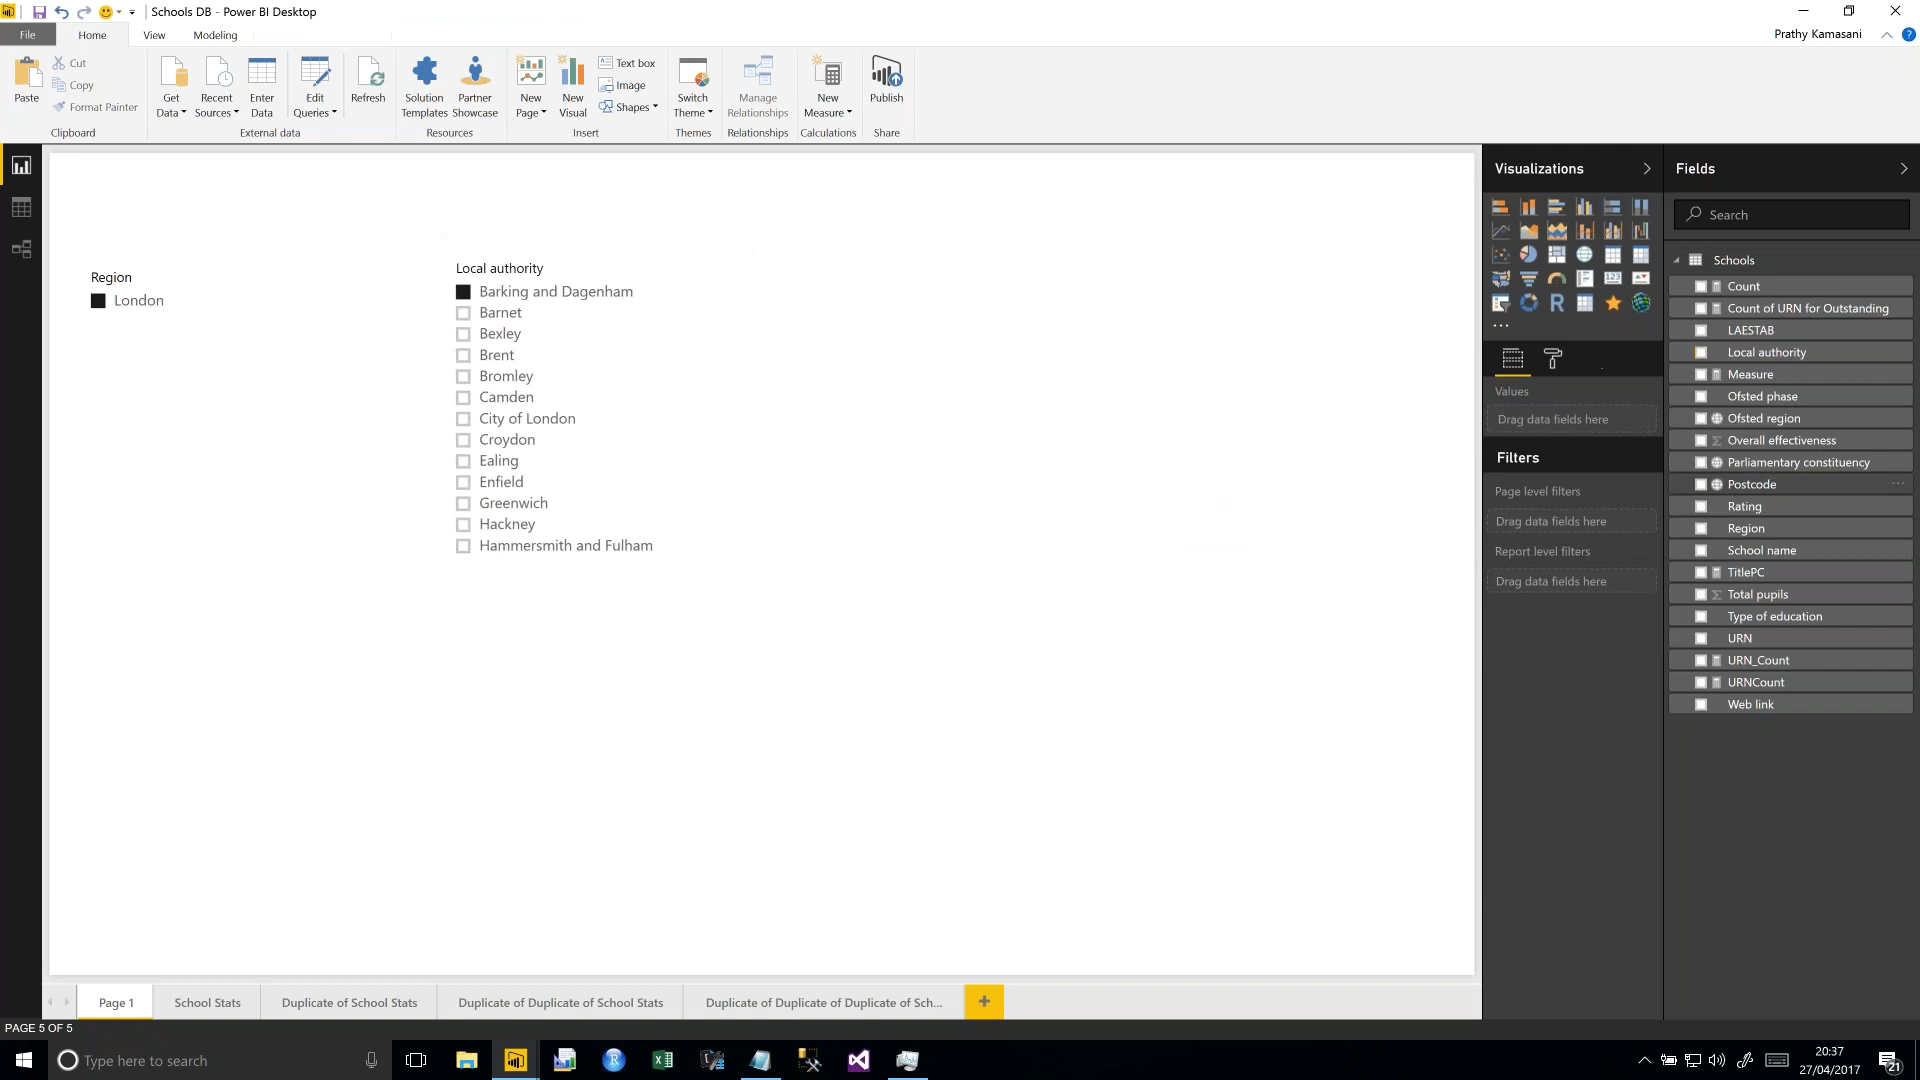 Schools DB - Power BI Desktop
File
Home
View
Modeling
Prathy Kamasani
?
Paste
Cut
Copy
Format Painter
Clipboard
Get Data
Recent Sources
Enter Data
Edit Queries
Refresh
External data
Solution Templates
Partner Showcase
Resources
New Page
New Visual
Text box
Image
Shapes
Insert
Switch Theme
Themes
Manage Relationships
Relationships
New Measure
Calculations
Publish
Share
Region
London
Local authority
Barking and Dagenham
Barnet
Bexley
Brent
Bromley
Camden
City of London
Croydon
Ealing
Enfield
Greenwich
Hackney
Hammersmith and Fulham
Visualizations
123
R
...
Values
Drag data fields here
Filters
Page level filters
Drag data fields here
Report level filters
Drag data fields here
Fields
Search
Schools
Count
Count of URN for Outstanding
LAESTAB
Local authority
Measure
Ofsted phase
Ofsted region
Σ Overall effectiveness
Parliamentary constituency
Postcode ...
Rating
Region
School name
TitlePC
Σ Total pupils
Type of education
URN
URN_Count
URNCount
Web link
Page 1
School Stats
Duplicate of School Stats
Duplicate of Duplicate of School Stats
Duplicate of Duplicate of Duplicate of Sch...
+
PAGE 5 OF 5
Type here to search
R
20:37
27/04/2017
21